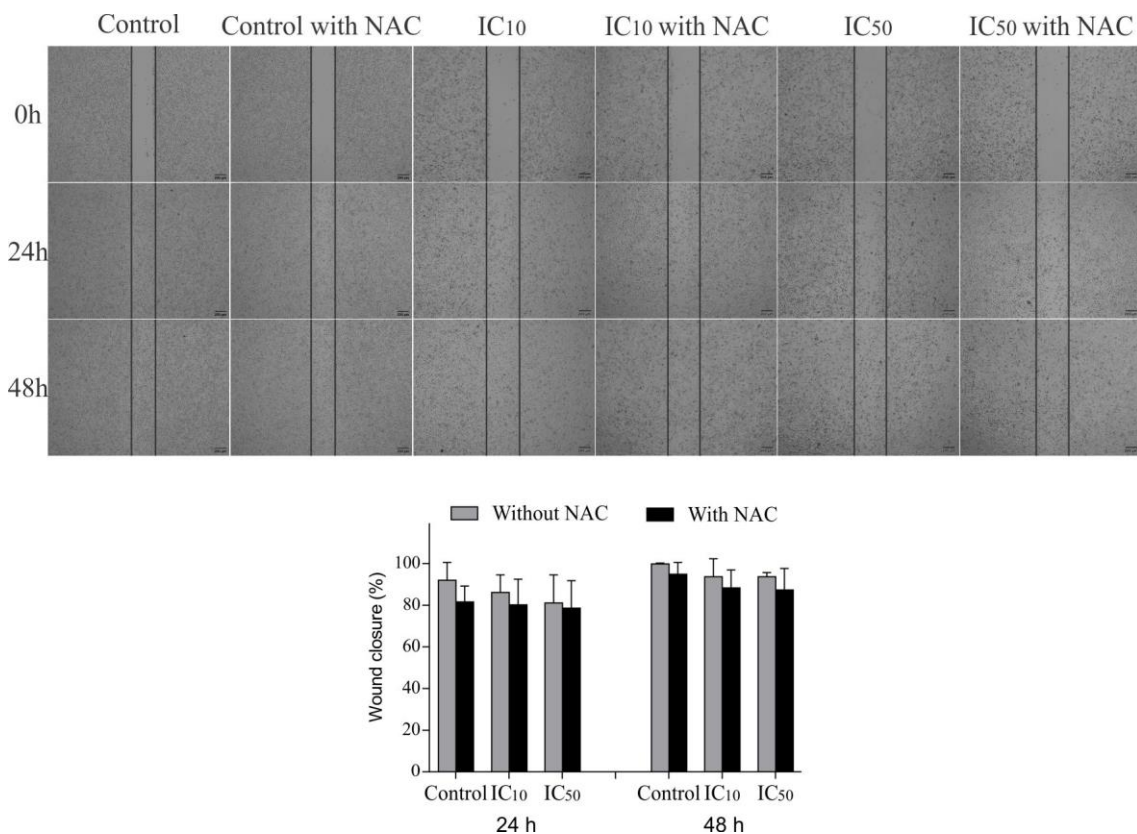 Control Control with NAC IC10 IC10 with NAC IC50 IC50 with NAC
0h
24h
48h
Without NAC With NAC
Wound closure (%)
100
80
60
40
20
0
Control IC10 IC50 Control IC10 IC50
24 h 48 h